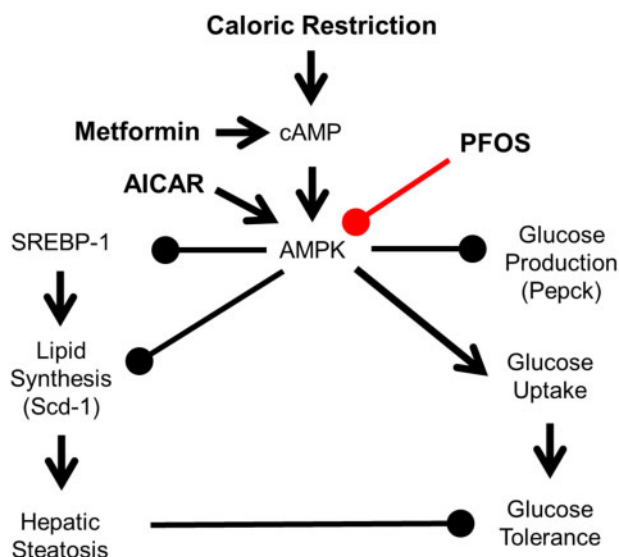 Caloric Restriction
Metformin
cAMP
PFOS
AICAR
SREBP-1
AMPK
Glucose
Production
(Pepck)
Lipid
Synthesis
(Scd-1)
Glucose
Uptake
Hepatic
Steatosis
Glucose
Tolerance